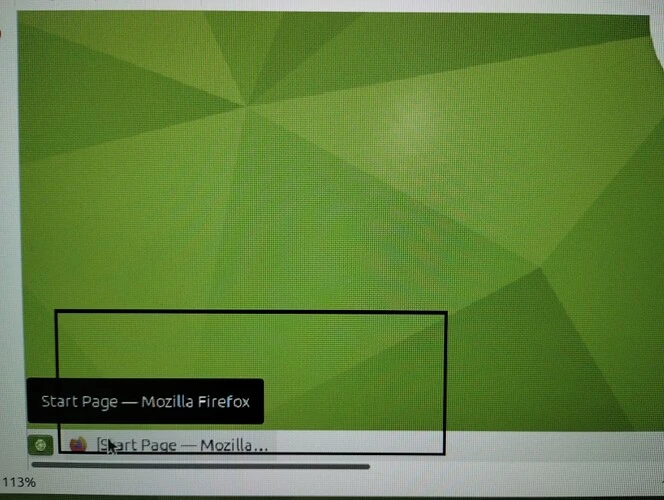 Start Page — Mozilla Firefox
[Start Page — Mozilla...
113%